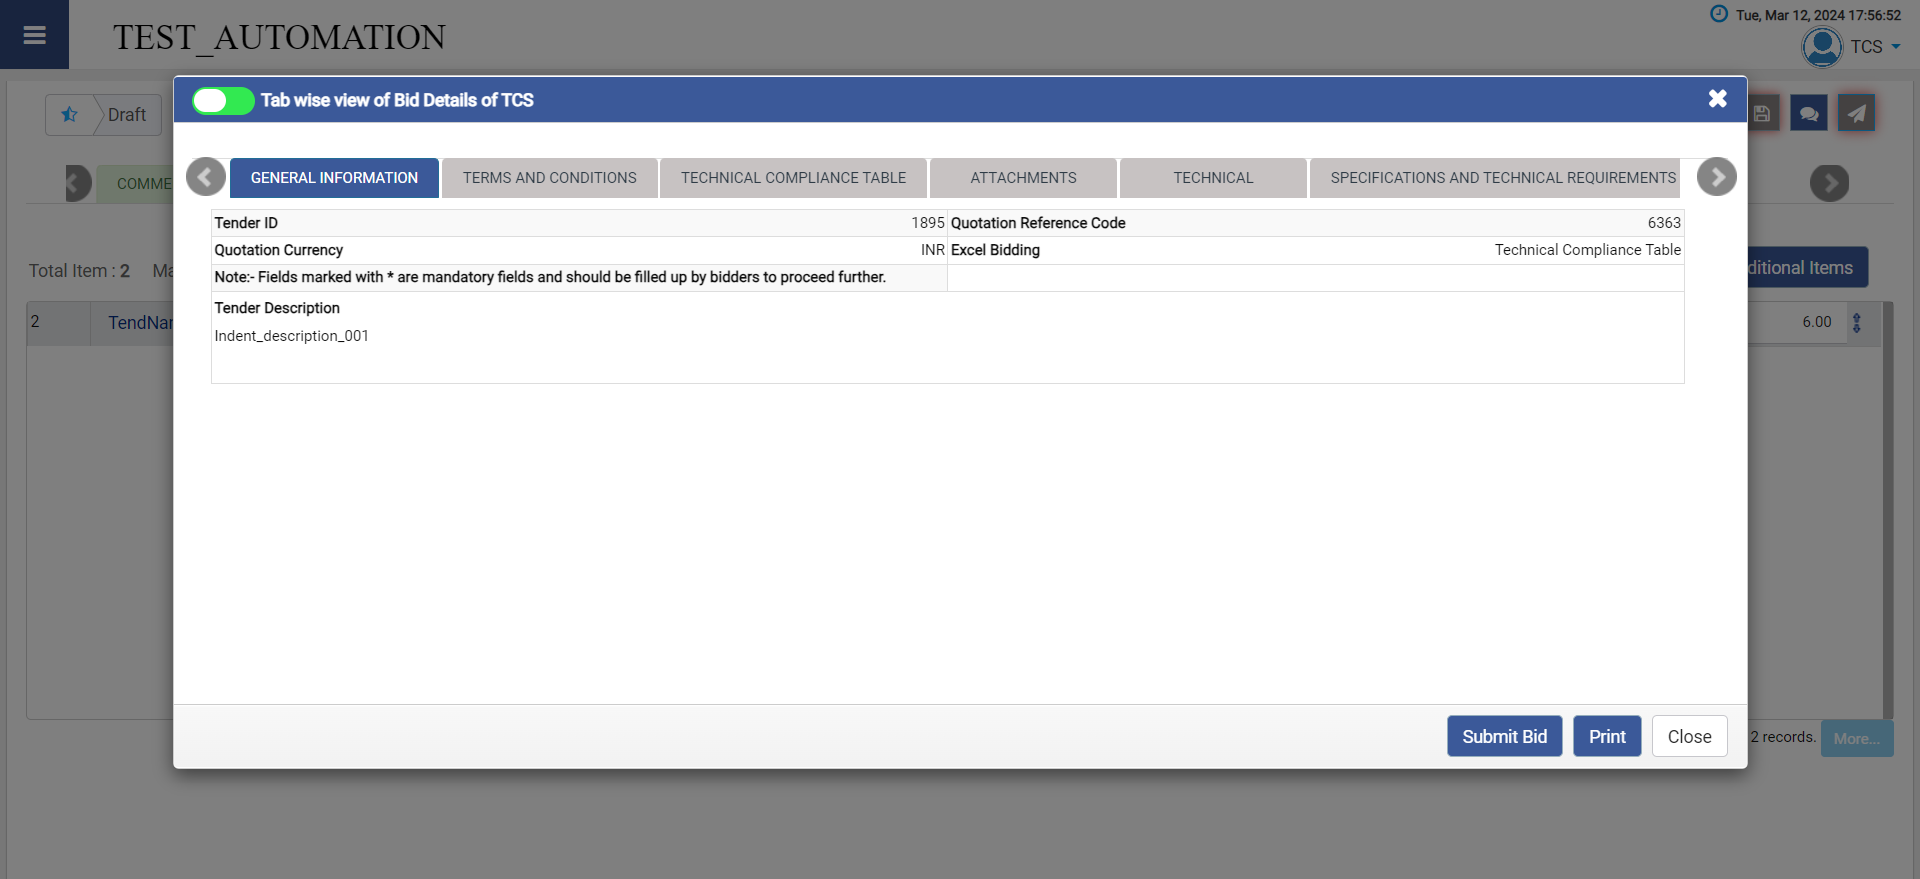 TEST_AUTOMATION
Tue, Mar 12, 2024 17:56:52
TCS
Draft
Tab wise view of Bid Details of TCS
COMME
GENERAL INFORMATION
TERMS AND CONDITIONS
TECHNICAL COMPLIANCE TABLE
ATTACHMENTS
TECHNICAL
SPECIFICATIONS AND TECHNICAL REQUIREMENTS
Tender ID 1895 Quotation Reference Code 6363
Quotation Currency INR Excel Bidding Technical Compliance Table
Note:- Fields marked with * are mandatory fields and should be filled up by bidders to proceed further.
Tender Description
Indent_description_001
Total Item : 2 Ma
ditional Items
2 TendNar 6.00
Submit Bid
Print
Close
2 records.
More...